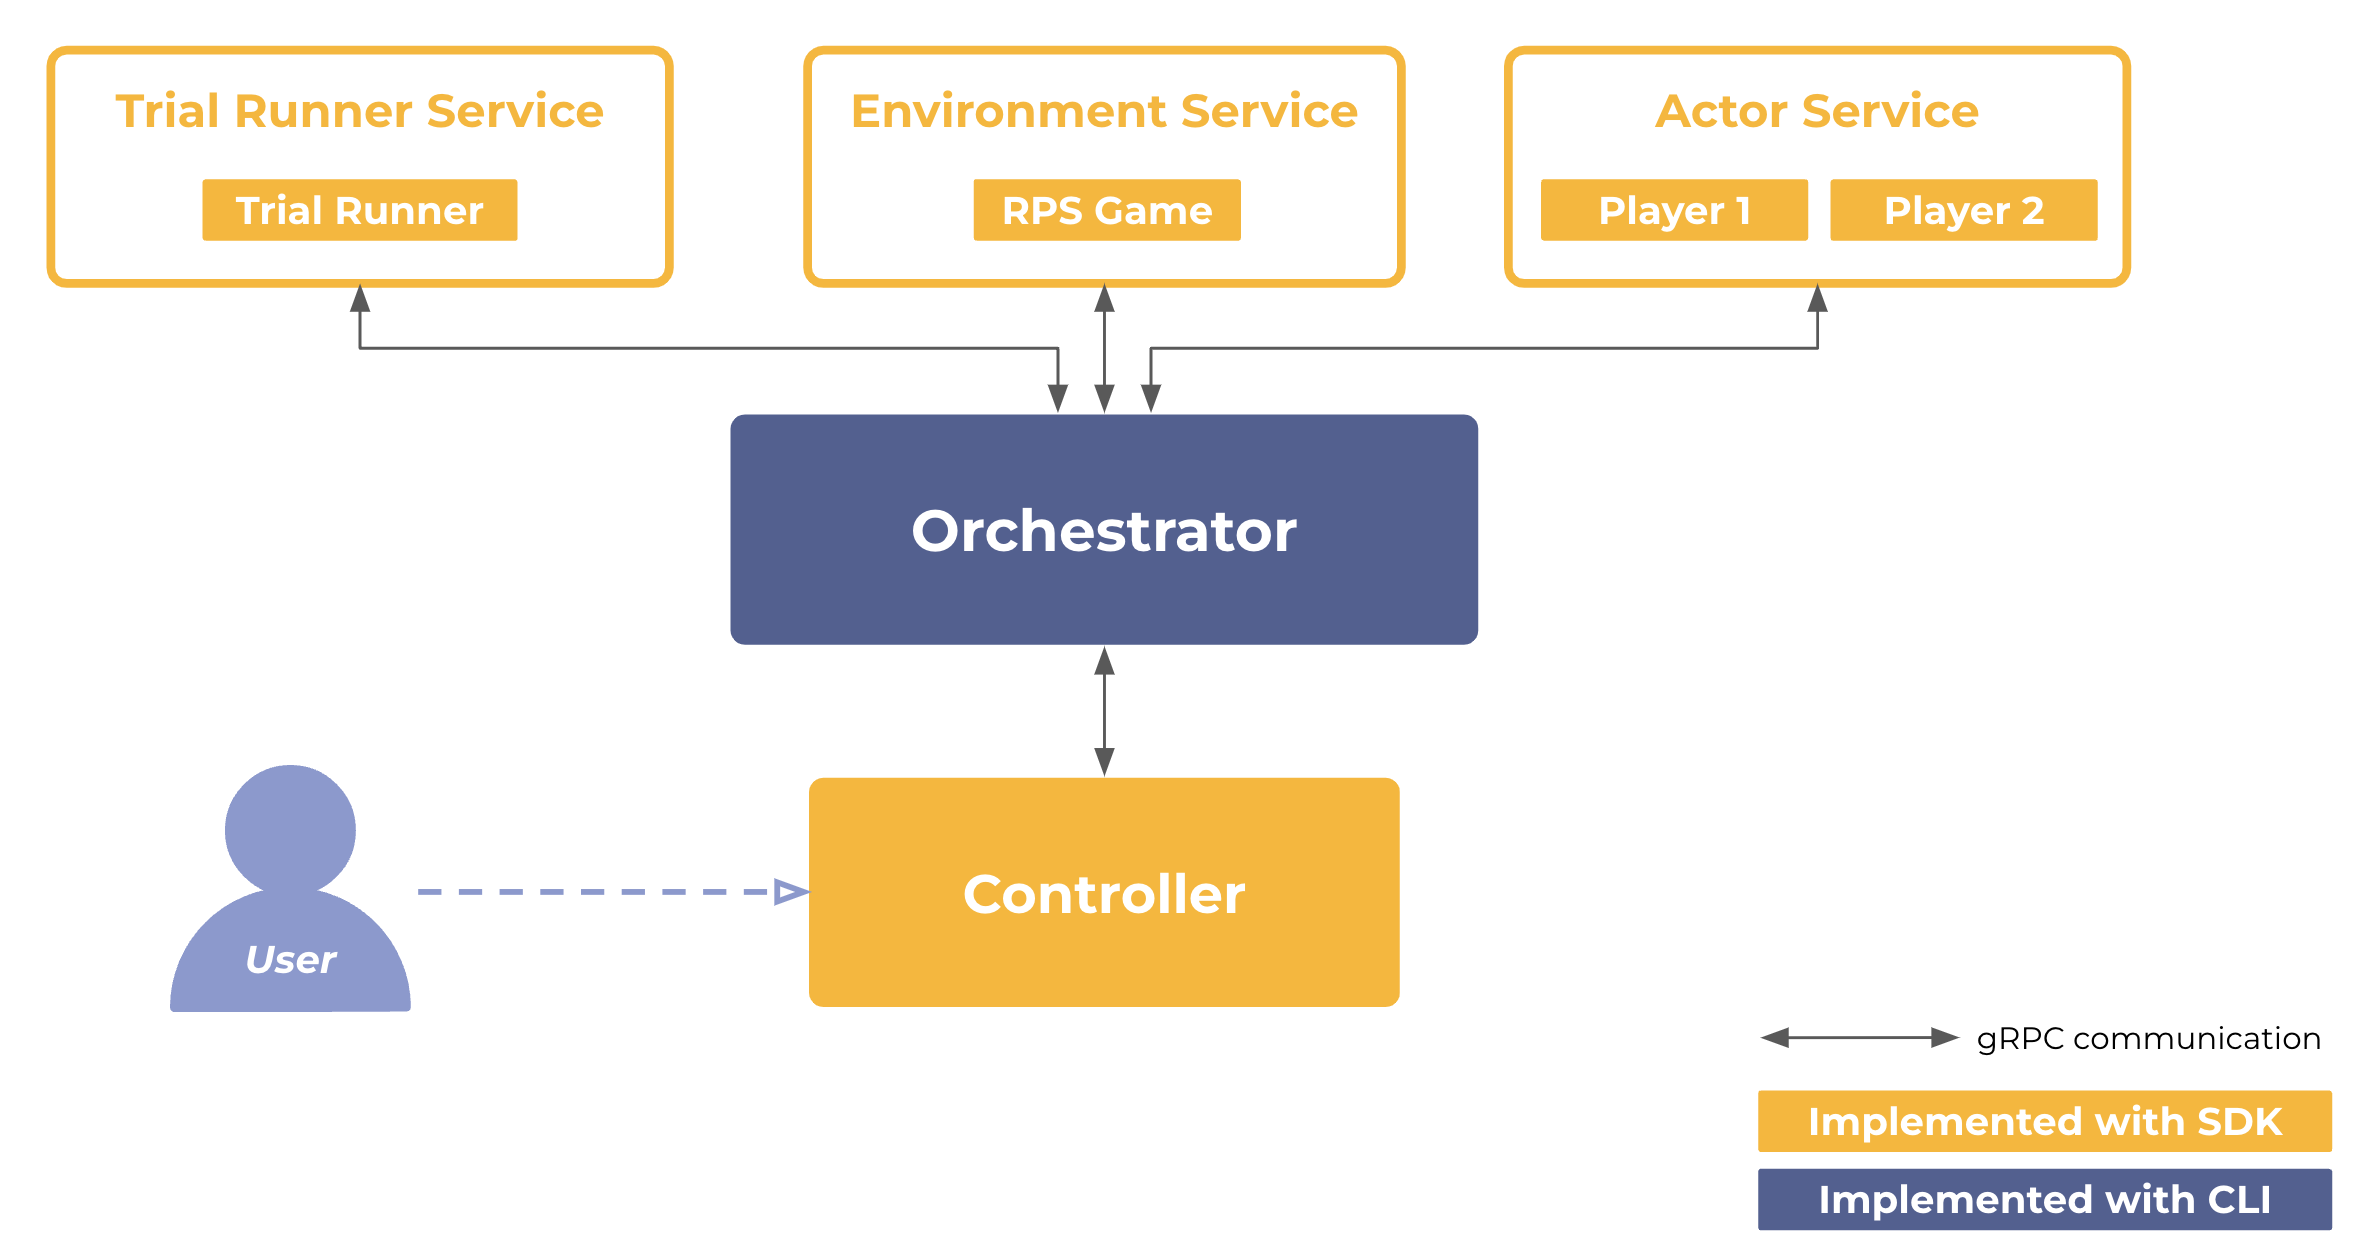 Trial Runner Service
Trial Runner
Environment Service
RPS Game
Actor Service
Player 1
Player 2
Orchestrator
Controller
User
gRPC communication
Implemented with SDK
Implemented with CLI